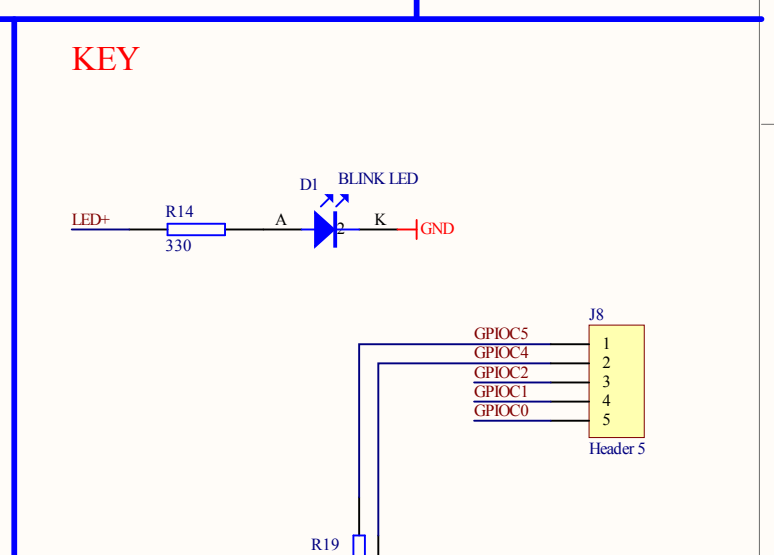 KEY
D1
BLINK LED
LED+
R14
330
A
2
K
GND
J8
GPIOC5
1
GPIOC4
2
GPIOC2
3
GPIOC1
4
GPIOC0
5
Header 5
R19